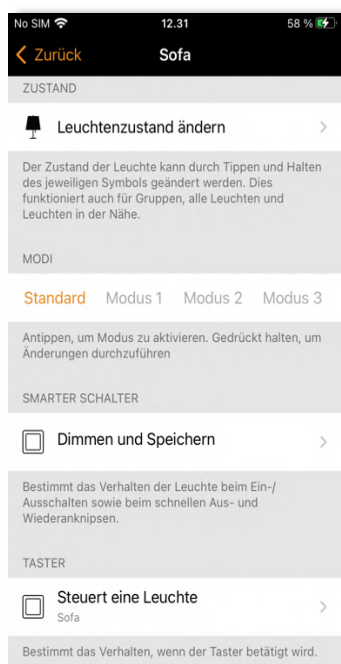 No SIM 12.31 58 %
Zurück Sofa
ZUSTAND
Leuchtenzustand ändern
Der Zustand der Leuchte kann durch Tippen und Halten
des jeweiligen Symbols geändert werden. Dies
funktioniert auch für Gruppen, alle Leuchten und
Leuchten in der Nähe.
MODI
Standard Modus 1 Modus 2 Modus 3
Antippen, um Modus zu aktivieren. Gedrückt halten, um
Änderungen durchzuführen
SMARTER SCHALTER
Dimmen und Speichern
Bestimmt das Verhalten der Leuchte beim Ein-/
Ausschalten sowie beim schnellen Aus- und
Wiederanknipsen.
TASTER
Steuert eine Leuchte
Sofa
Bestimmt das Verhalten, wenn der Taster betätigt wird.